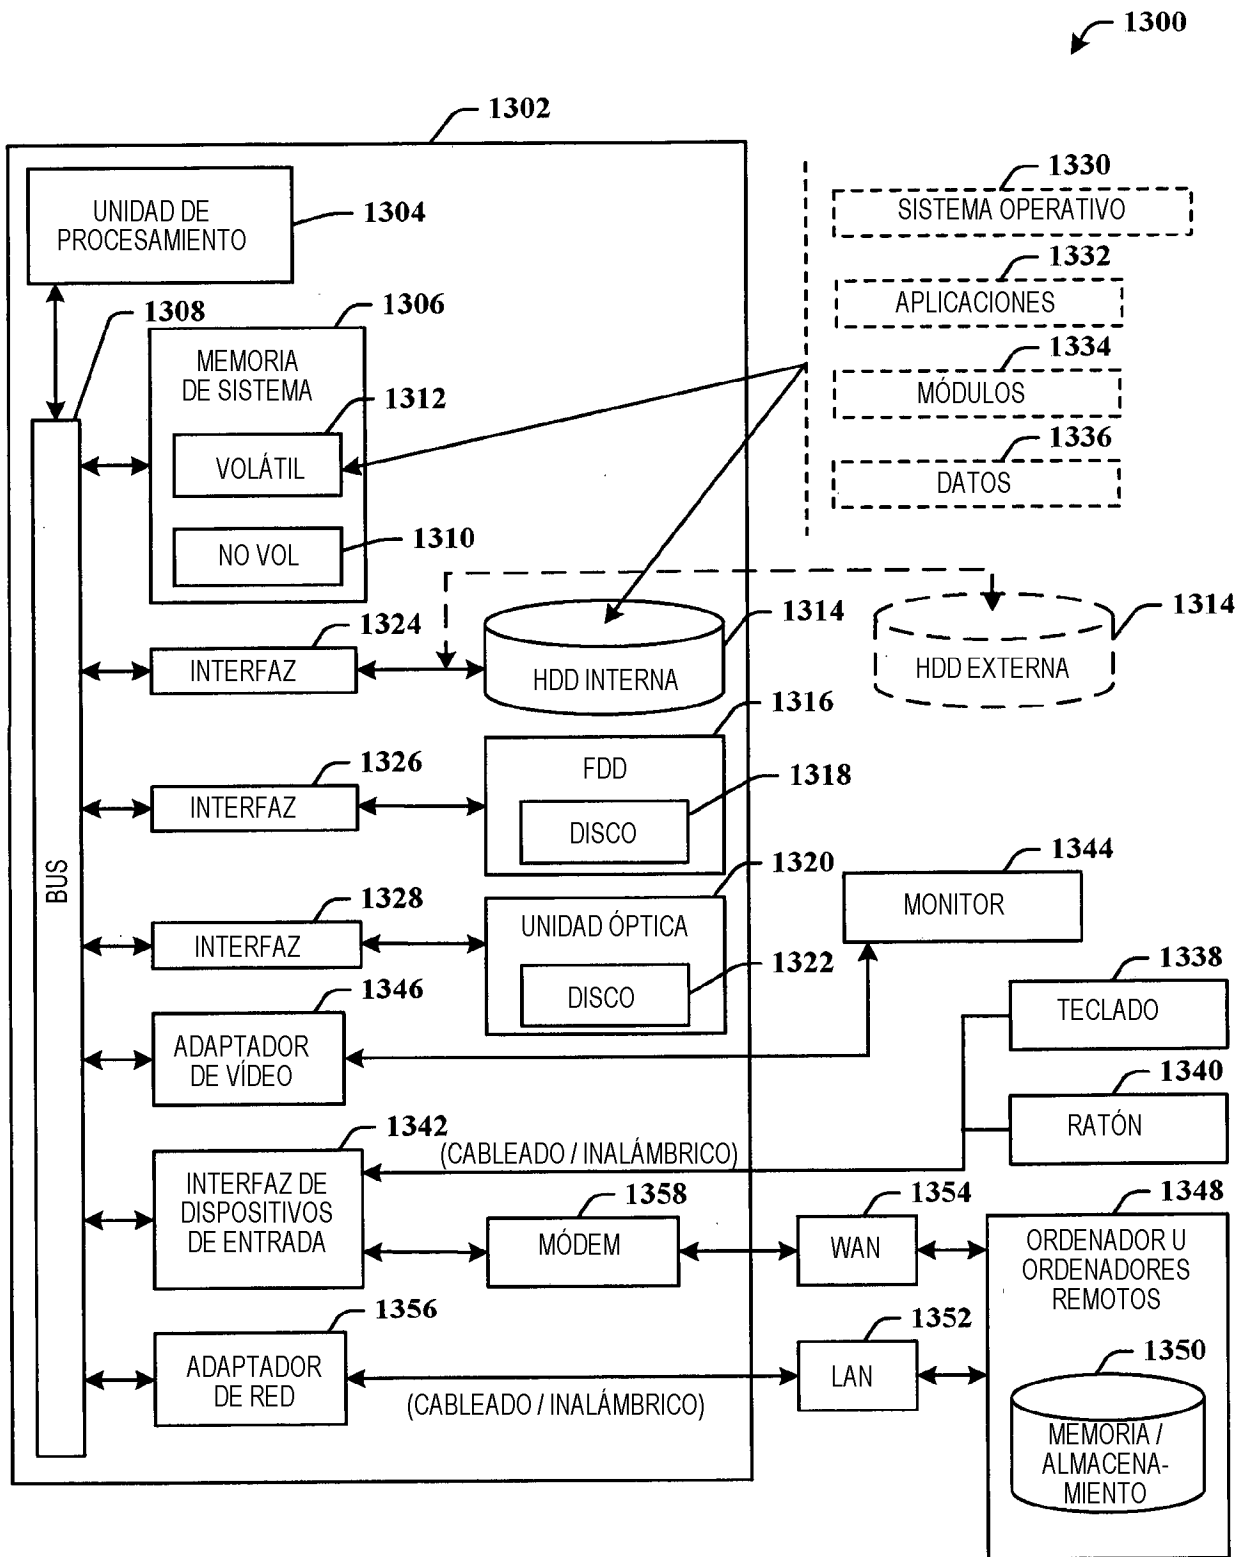 1300
1302
UNIDAD DE
PROCESAMIENTO
1304
1330
SISTEMA OPERATIVO
1332
APLICACIONES
1334
MÓDULOS
1336
DATOS
1308
1306
MEMORIA
DE SISTEMA
1312
VOLÁTIL
1310
NO VOL
BUS
1324
INTERFAZ
1314
HDD INTERNA
1314
HDD EXTERNA
1316
FDD
1326
INTERFAZ
1318
DISCO
1320
UNIDAD ÓPTICA
1328
INTERFAZ
1322
DISCO
1344
MONITOR
1346
ADAPTADOR
DE VÍDEO
1338
TECLADO
1340
RATÓN
1342
(CABLEADO / INALÁMBRICO)
INTERFAZ DE
DISPOSITIVOS
DE ENTRADA
1358
MÓDEM
1354
WAN
1348
ORDENADOR U
ORDENADORES
REMOTOS
1356
ADAPTADOR
DE RED
(CABLEADO / INALÁMBRICO)
1352
LAN
1350
MEMORIA /
ALMACENA-
MIENTO